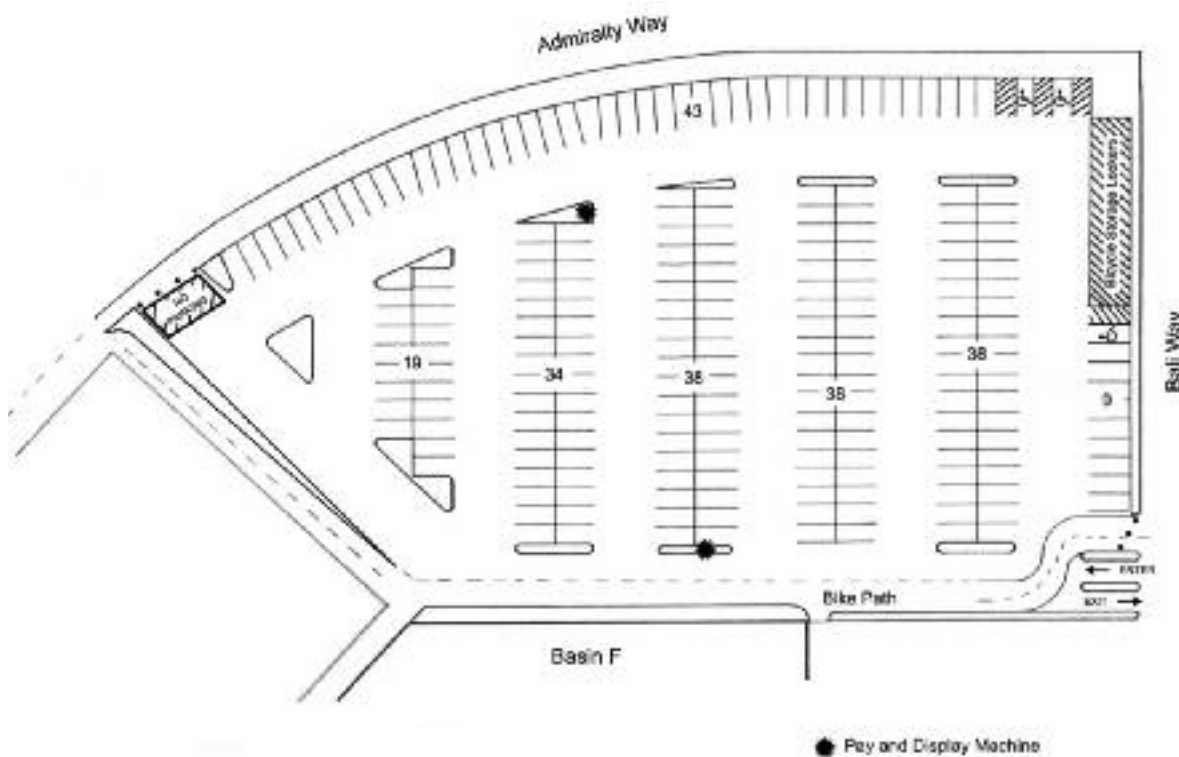 Admiralty Way
43
Bicycle Storage Lockers
19
34
38
38
38
9
Bali Way
ENTER
EXIT
Bike Path
Basin F
Pay and Display Machine